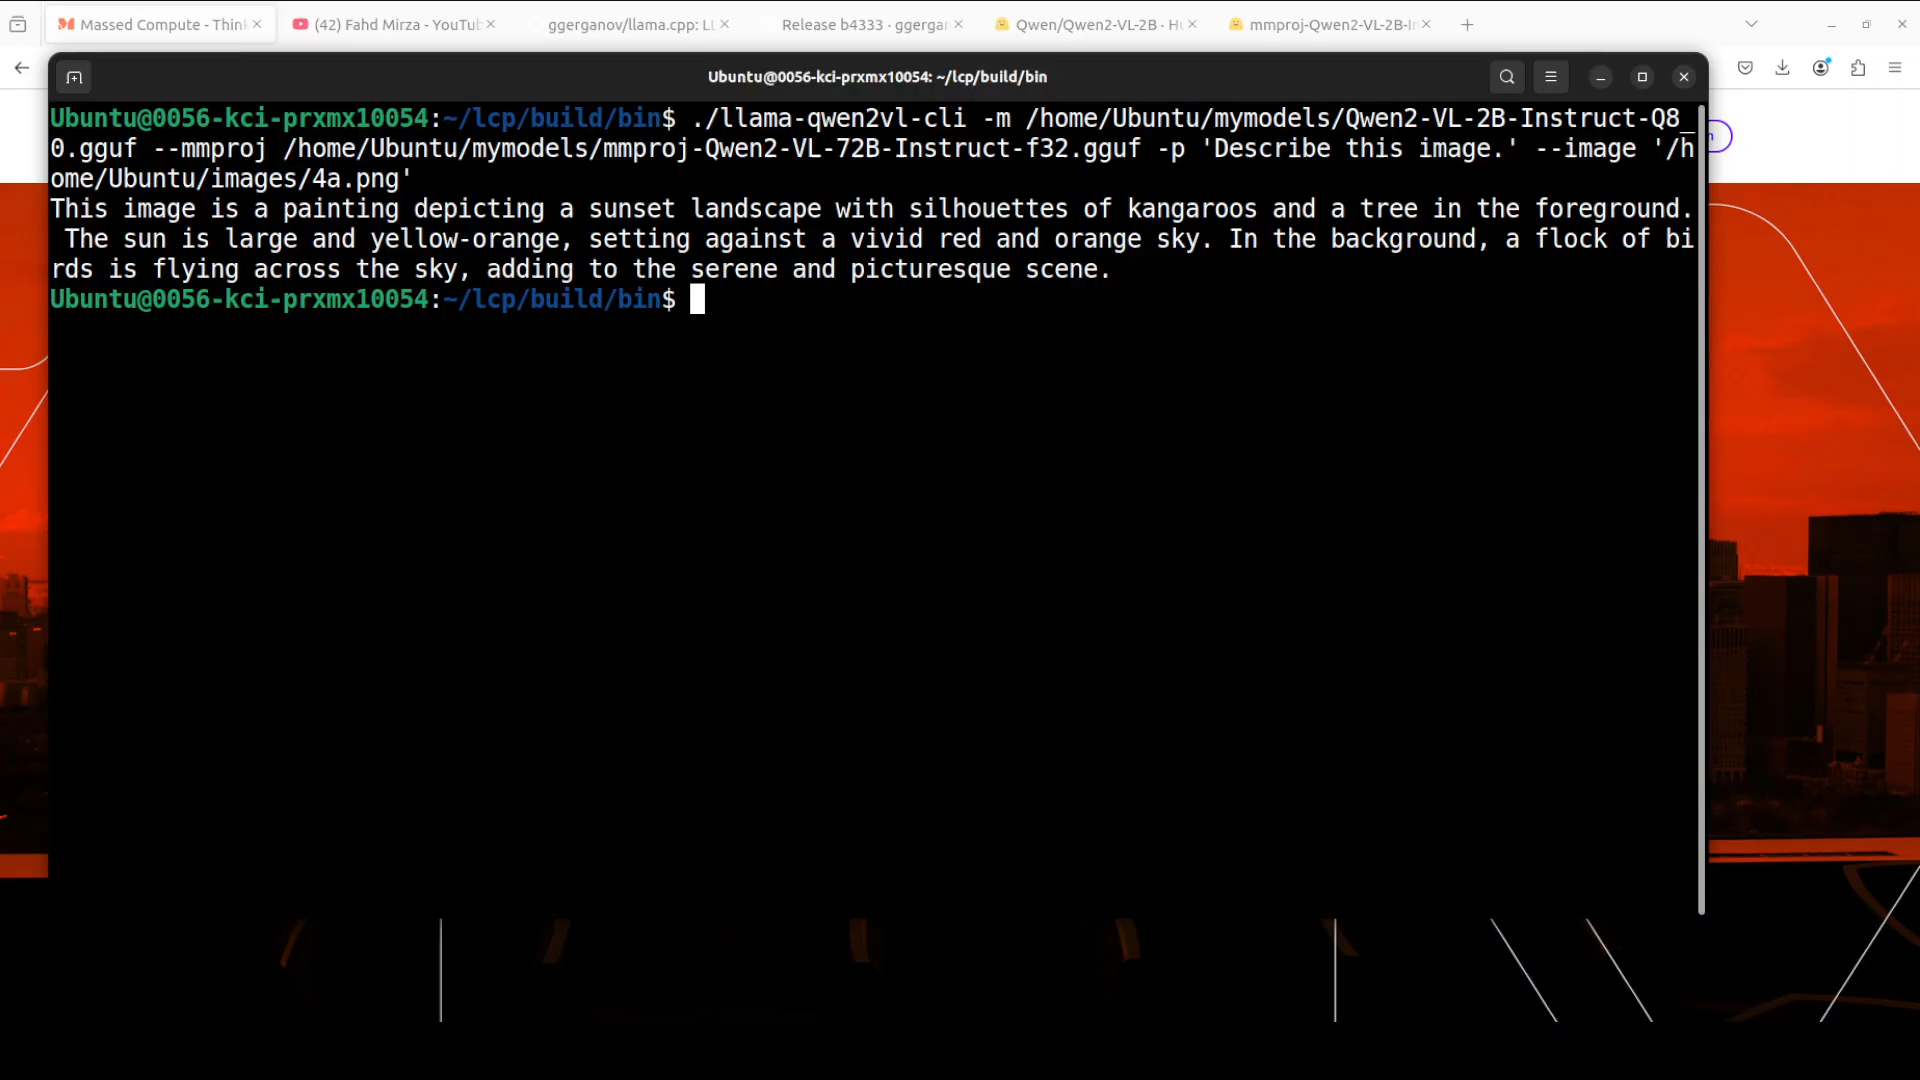 Massed Compute - Think
(42) Fahd Mirza - YouTub
ggerganov/llama.cpp: LL
Release b4333 · ggergan
Qwen/Qwen2-VL-2B · Hu
mmproj-Qwen2-VL-2B-In
Ubuntu@0056-kci-prxmx10054: ~/lcp/build/bin
Ubuntu@0056-kci-prxmx10054:~/lcp/build/bin$ ./llama-qwen2vl-cli -m /home/Ubuntu/mymodels/Qwen2-VL-2B-Instruct-Q8_
0.gguf --mmproj /home/Ubuntu/mymodels/mmproj-Qwen2-VL-72B-Instruct-f32.gguf -p 'Describe this image.' --image '/h
ome/Ubuntu/images/4a.png'
This image is a painting depicting a sunset landscape with silhouettes of kangaroos and a tree in the foreground.
The sun is large and yellow-orange, setting against a vivid red and orange sky. In the background, a flock of bi
rds is flying across the sky, adding to the serene and picturesque scene.
Ubuntu@0056-kci-prxmx10054:~/lcp/build/bin$